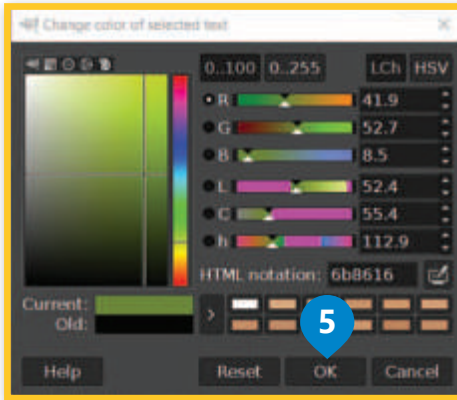 Change color of selected text
0..100 0..255 LCh HSV
R 41.9
G 52.7
B 8.5
L 52.4
C 55.4
h 112.9
HTML notation: 6b8616
Current:
Old:
5
Help Reset OK Cancel